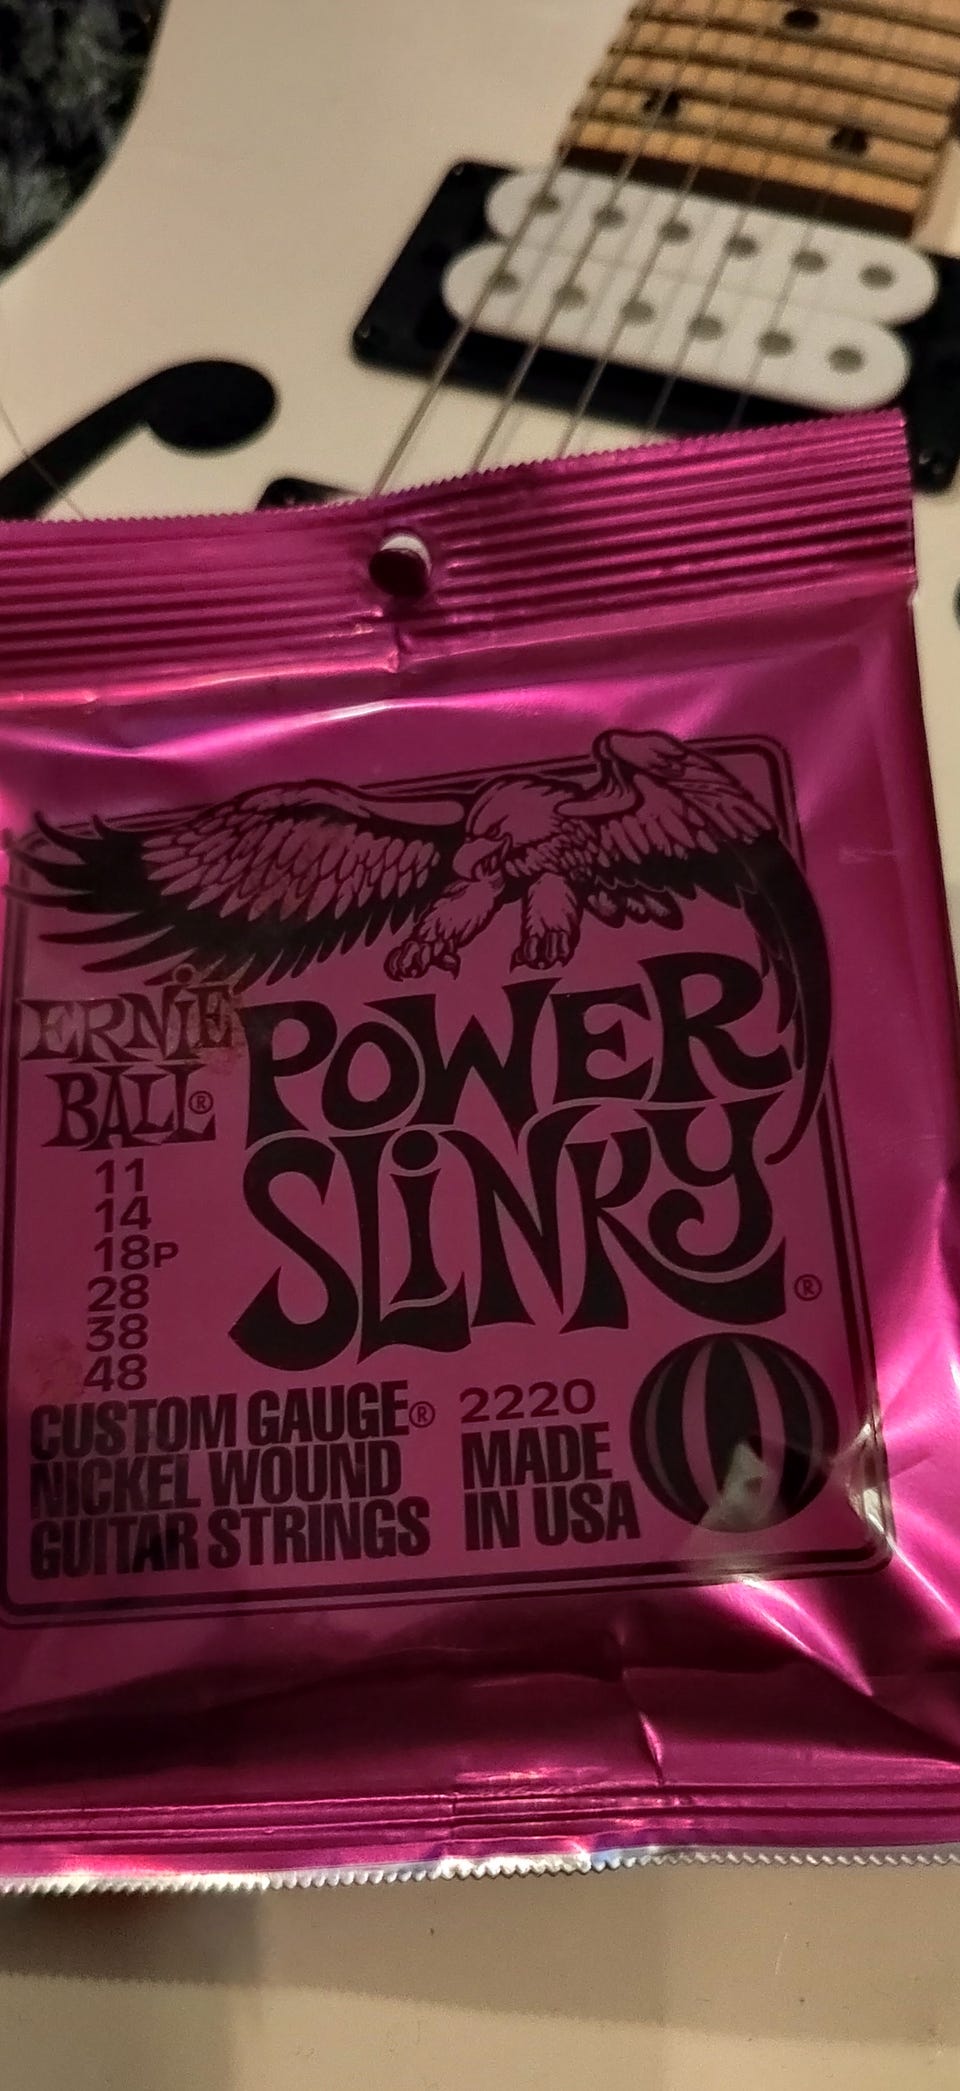 ERNiE
BALL®
POWER
SLiNKY®
11
14
18P
28
38
48
CUSTOM GAUGE®
NICKEL WOUND
GUITAR STRINGS
2220
MADE
IN USA